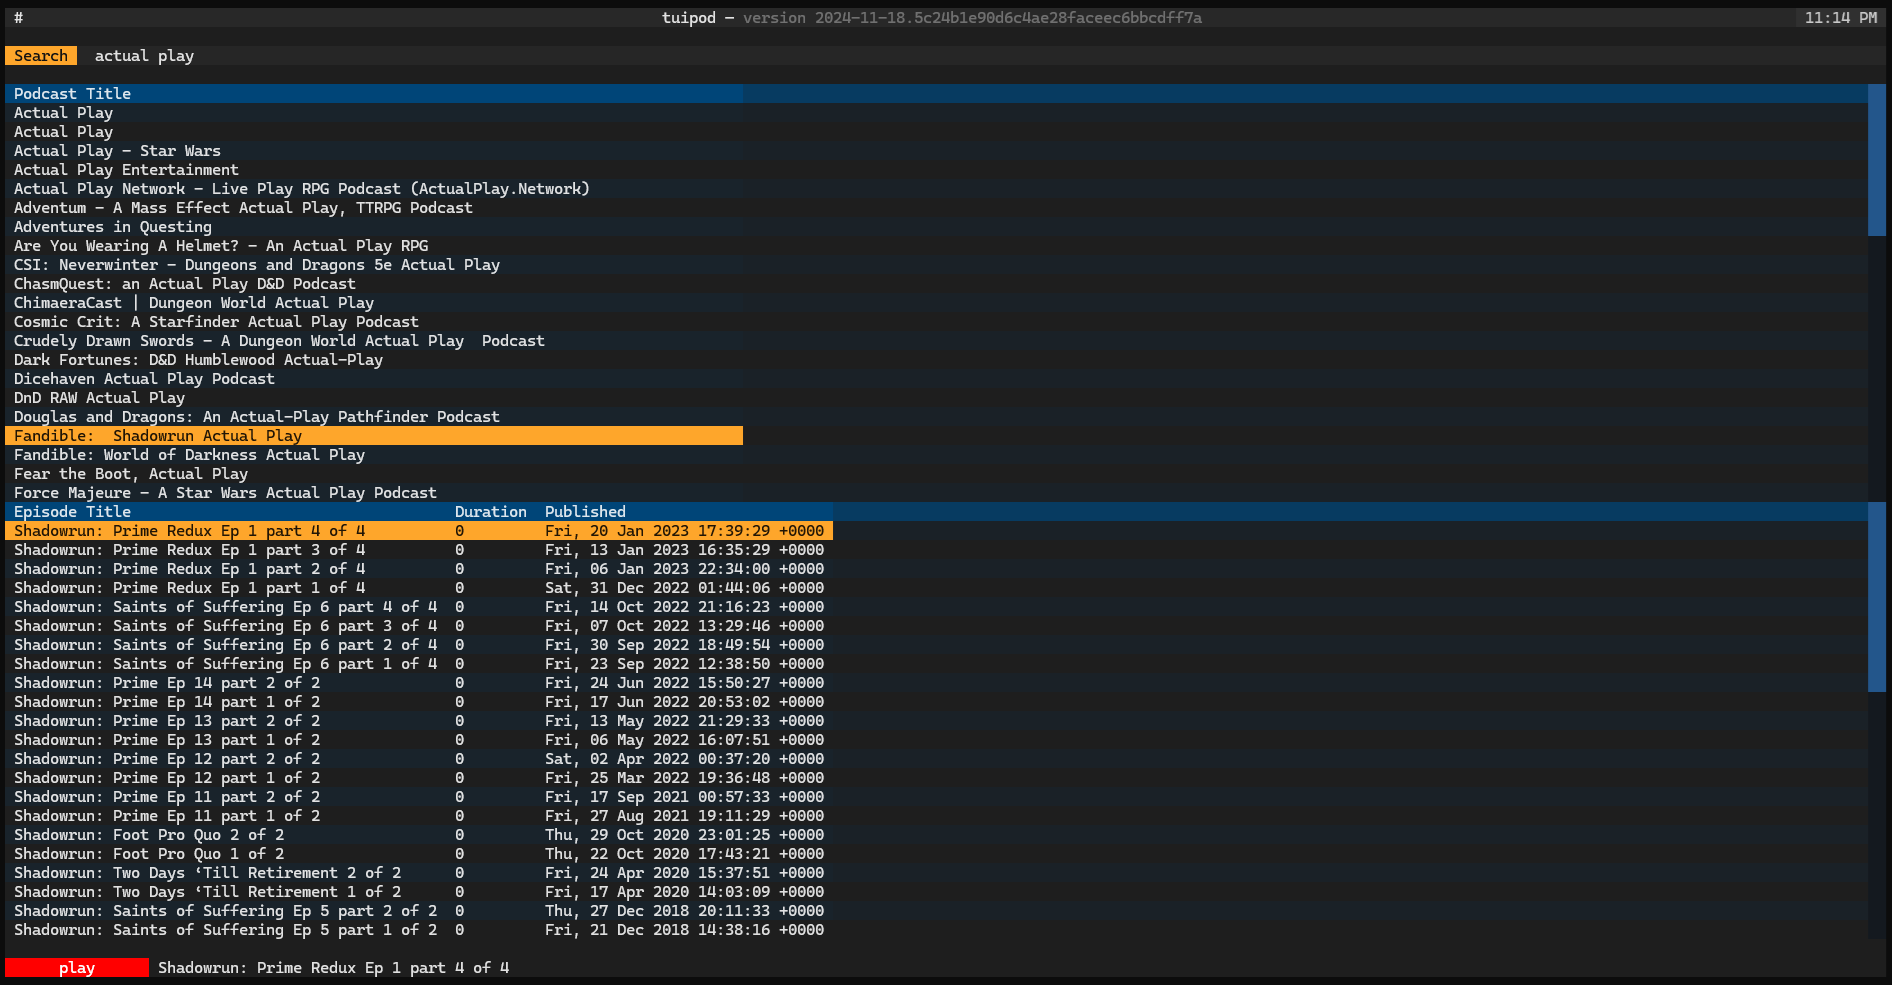 # tuipod — version 2024-11-18.5c24b1e90d6c4ae28faceec6bbcdff7a 11:14 PM
Search actual play
Podcast Title
Actual Play
Actual Play
Actual Play - Star Wars
Actual Play Entertainment
Actual Play Network - Live Play RPG Podcast (ActualPlay.Network)
Adventum - A Mass Effect Actual Play, TTRPG Podcast
Adventures in Questing
Are You Wearing A Helmet? - An Actual Play RPG
CSI: Neverwinter - Dungeons and Dragons 5e Actual Play
ChasmQuest: an Actual Play D&D Podcast
ChimaeraCast | Dungeon World Actual Play
Cosmic Crit: A Starfinder Actual Play Podcast
Crudely Drawn Swords - A Dungeon World Actual Play  Podcast
Dark Fortunes: D&D Humblewood Actual-Play
Dicehaven Actual Play Podcast
DnD RAW Actual Play
Douglas and Dragons: An Actual-Play Pathfinder Podcast
Fandible:  Shadowrun Actual Play
Fandible: World of Darkness Actual Play
Fear the Boot, Actual Play
Force Majeure - A Star Wars Actual Play Podcast
Episode Title Duration Published
Shadowrun: Prime Redux Ep 1 part 4 of 4 0 Fri, 20 Jan 2023 17:39:29 +0000
Shadowrun: Prime Redux Ep 1 part 3 of 4 0 Fri, 13 Jan 2023 16:35:29 +0000
Shadowrun: Prime Redux Ep 1 part 2 of 4 0 Fri, 06 Jan 2023 22:34:00 +0000
Shadowrun: Prime Redux Ep 1 part 1 of 4 0 Sat, 31 Dec 2022 01:44:06 +0000
Shadowrun: Saints of Suffering Ep 6 part 4 of 4 0 Fri, 14 Oct 2022 21:16:23 +0000
Shadowrun: Saints of Suffering Ep 6 part 3 of 4 0 Fri, 07 Oct 2022 13:29:46 +0000
Shadowrun: Saints of Suffering Ep 6 part 2 of 4 0 Fri, 30 Sep 2022 18:49:54 +0000
Shadowrun: Saints of Suffering Ep 6 part 1 of 4 0 Fri, 23 Sep 2022 12:38:50 +0000
Shadowrun: Prime Ep 14 part 2 of 2 0 Fri, 24 Jun 2022 15:50:27 +0000
Shadowrun: Prime Ep 14 part 1 of 2 0 Fri, 17 Jun 2022 20:53:02 +0000
Shadowrun: Prime Ep 13 part 2 of 2 0 Fri, 13 May 2022 21:29:33 +0000
Shadowrun: Prime Ep 13 part 1 of 2 0 Fri, 06 May 2022 16:07:51 +0000
Shadowrun: Prime Ep 12 part 2 of 2 0 Sat, 02 Apr 2022 00:37:20 +0000
Shadowrun: Prime Ep 12 part 1 of 2 0 Fri, 25 Mar 2022 19:36:48 +0000
Shadowrun: Prime Ep 11 part 2 of 2 0 Fri, 17 Sep 2021 00:57:33 +0000
Shadowrun: Prime Ep 11 part 1 of 2 0 Fri, 27 Aug 2021 19:11:29 +0000
Shadowrun: Foot Pro Quo 2 of 2 0 Thu, 29 Oct 2020 23:01:25 +0000
Shadowrun: Foot Pro Quo 1 of 2 0 Thu, 22 Oct 2020 17:43:21 +0000
Shadowrun: Two Days ‘Till Retirement 2 of 2 0 Fri, 24 Apr 2020 15:37:51 +0000
Shadowrun: Two Days ‘Till Retirement 1 of 2 0 Fri, 17 Apr 2020 14:03:09 +0000
Shadowrun: Saints of Suffering Ep 5 part 2 of 2 0 Thu, 27 Dec 2018 20:11:33 +0000
Shadowrun: Saints of Suffering Ep 5 part 1 of 2 0 Fri, 21 Dec 2018 14:38:16 +0000
play Shadowrun: Prime Redux Ep 1 part 4 of 4